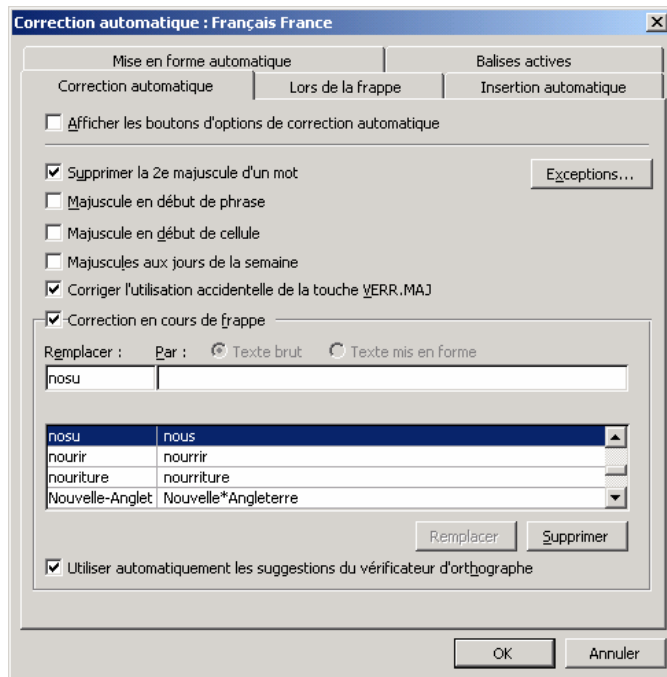 Correction automatique : Français France
Mise en forme automatique Balises actives
Correction automatique Lors de la frappe Insertion automatique
Afficher les boutons d'options de correction automatique
Supprimer la 2e majuscule d'un mot Exceptions...
Majuscule en début de phrase
Majuscule en début de cellule
Majuscules aux jours de la semaine
Corriger l'utilisation accidentelle de la touche VERR.MAJ
Correction en cours de frappe
Remplacer : Par : Texte brut Texte mis en forme
nosu
nosu nous
nourir nourrir
nouriture nourriture
Nouvelle-Anglet Nouvelle*Angleterre
Remplacer Supprimer
Utiliser automatiquement les suggestions du vérificateur d'orthographe
OK Annuler